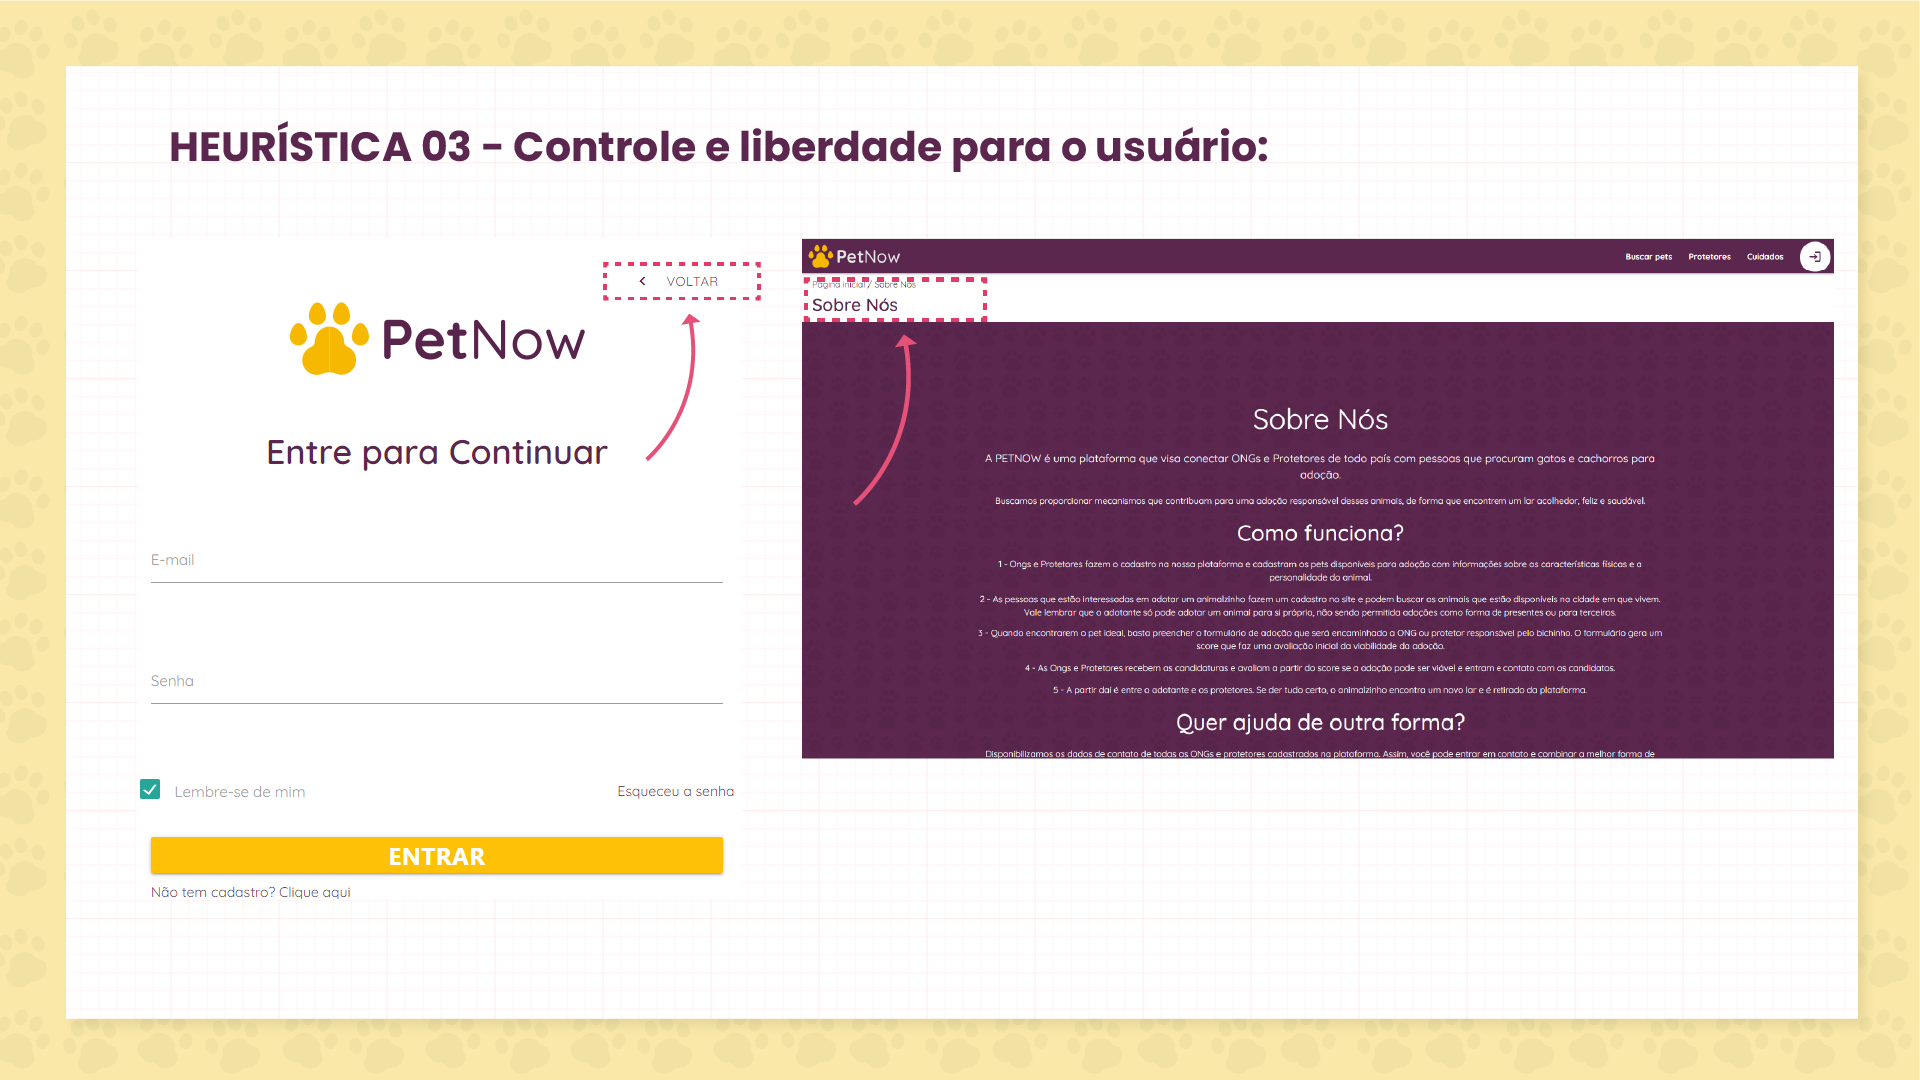 HEURÍSTICA 03 - Controle e liberdade para o usuário:
VOLTAR
PetNow
Entre para Continuar
E-mail
Senha
Lembre-se de mim
Esqueceu a senha
ENTRAR
Não tem cadastro? Clique aqui
PetNow
Buscar pets
Protetores
Cuidados
Página inicial / Sobre Nós
Sobre Nós
Sobre Nós
A PETNOW é uma plataforma que visa conectar ONGs e Protetores de todo país com pessoas que procuram gatos e cachorros para
adoção.
Buscamos proporcionar mecanismos que contribuam para uma adoção responsável desses animais, de forma que encontrem um lar acolhedor, feliz e saudável.
Como funciona?
1 - Ongs e Protetores fazem o cadastro na nossa plataforma e cadastram os pets disponíveis para adoção com informações sobre as características físicas e a
personalidade do animal.
2 - As pessoas que estão interessadas em adotar um animalzinho fazem um cadastro no site e podem buscar os animais que estão disponíveis na cidade em que vivem.
Vale lembrar que o adotante só pode adotar um animal para si próprio, não sendo permitida adoções como forma de presentes ou para terceiros.
3 - Quando encontrarem o pet ideal, basta preencher o formulário de adoção que será encaminhado a ONG ou protetor responsável pelo bichinho. O formulário gera um
score que faz uma avaliação inicial da viabilidade da adoção.
4 - As Ongs e Protetores recebem as candidaturas e avaliam a partir do score se a adoção pode ser viável e entram e contato com os candidatos.
5 - A partir daí é entre o adotante e os protetores. Se der tudo certo, o animalzinho encontra um novo lar e é retirado da plataforma.
Quer ajuda de outra forma?
Disponibilizamos os dados de contato de todas as ONGs e protetores cadastrados na plataforma. Assim, você pode entrar em contato e combinar a melhor forma de